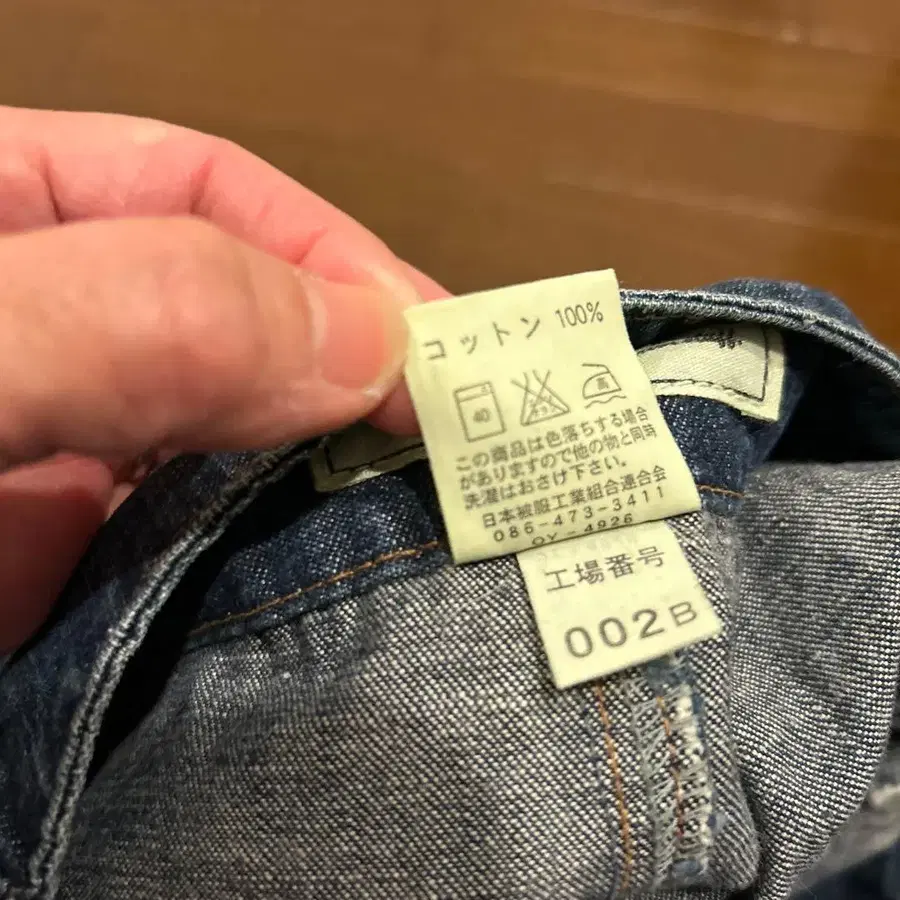 コットン 100%
40
高
この商品は色落ちする場合
がありますので他の物と同時
洗濯はおさけ下さい。
日本被服工業組合連合会
086-473-3411
OY-4926
工場番号
002B